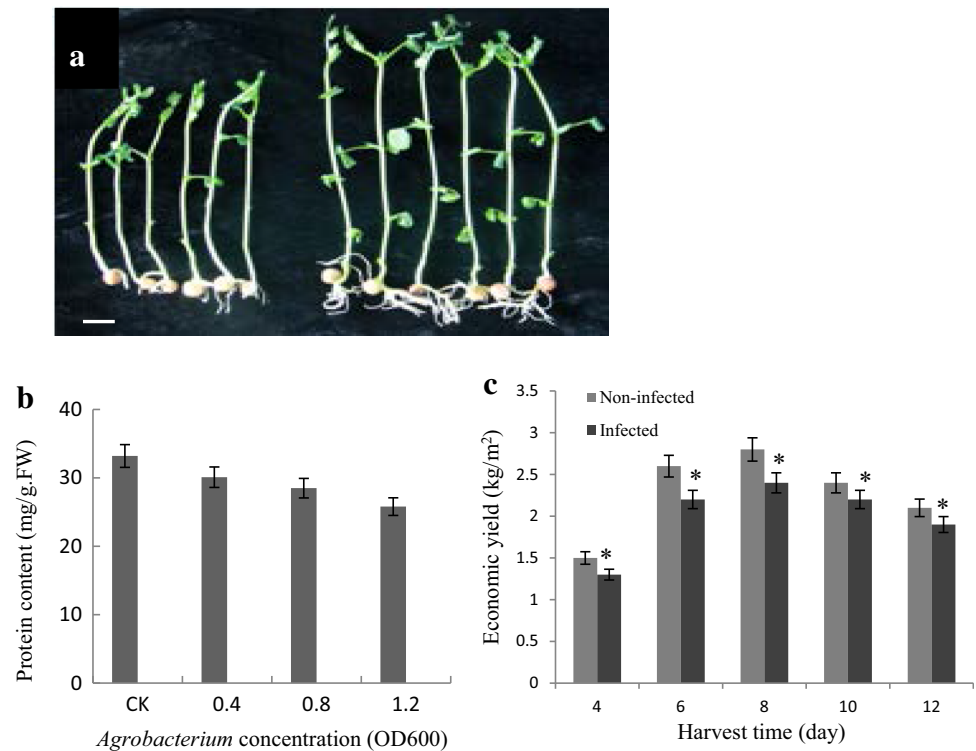 a
b
Protein content (mg/g.FW)
40
30
20
10
0
CK 0.4 0.8 1.2
Agrobacterium concentration (OD600)
c
Economic yield (kg/m²)
3.5
3
2.5
2
1.5
1
0.5
0
Non-infected
Infected
* * * * *
4 6 8 10 12
Harvest time (day)